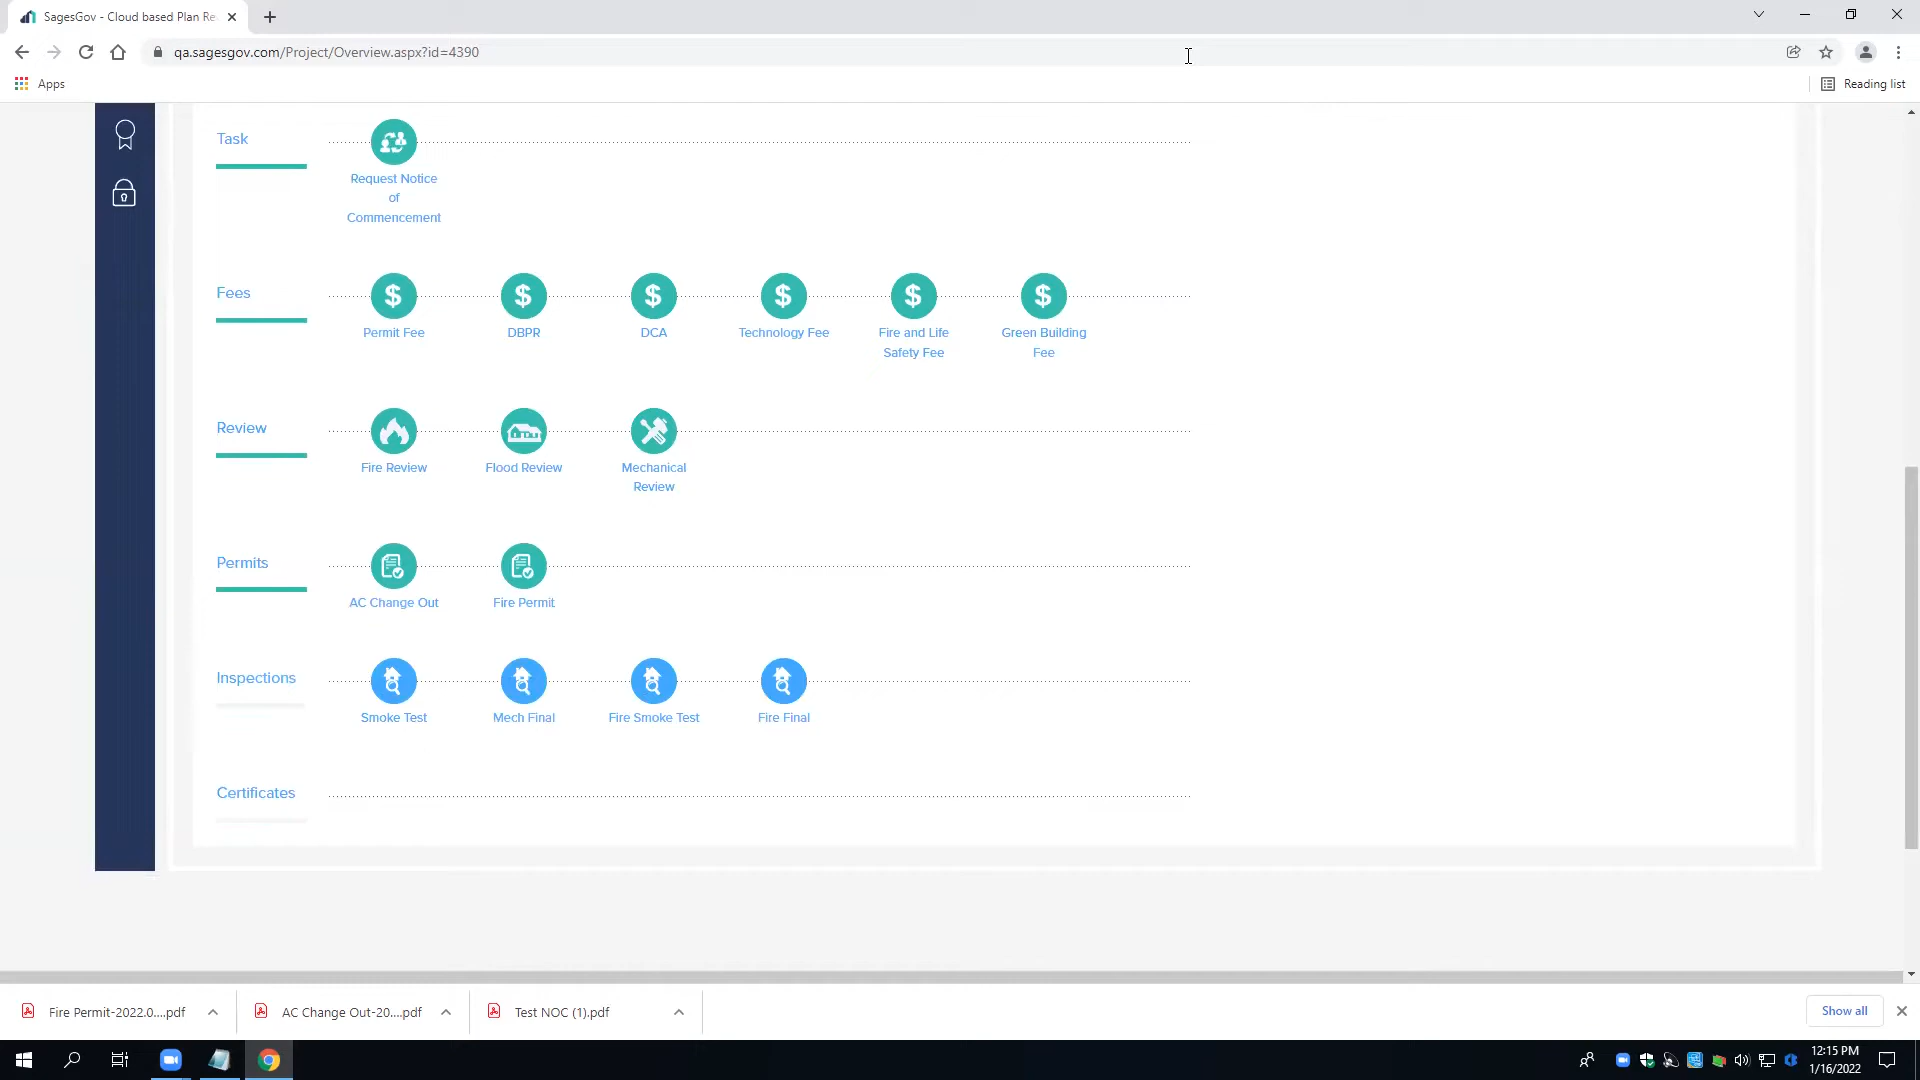 SagesGov - Cloud based Plan Re
qa.sagesgov.com/Project/Overview.aspx?id=4390
Apps
Reading list
Task
Request Notice
of
Commencement
Fees
Permit Fee
DBPR
DCA
Technology Fee
Fire and Life
Safety Fee
Green Building
Fee
Review
Fire Review
Flood Review
Mechanical
Review
Permits
AC Change Out
Fire Permit
Inspections
Smoke Test
Mech Final
Fire Smoke Test
Fire Final
Certificates
Fire Permit-2022.0....pdf
AC Change Out-20....pdf
Test NOC (1).pdf
Show all
12:15 PM
1/16/2022